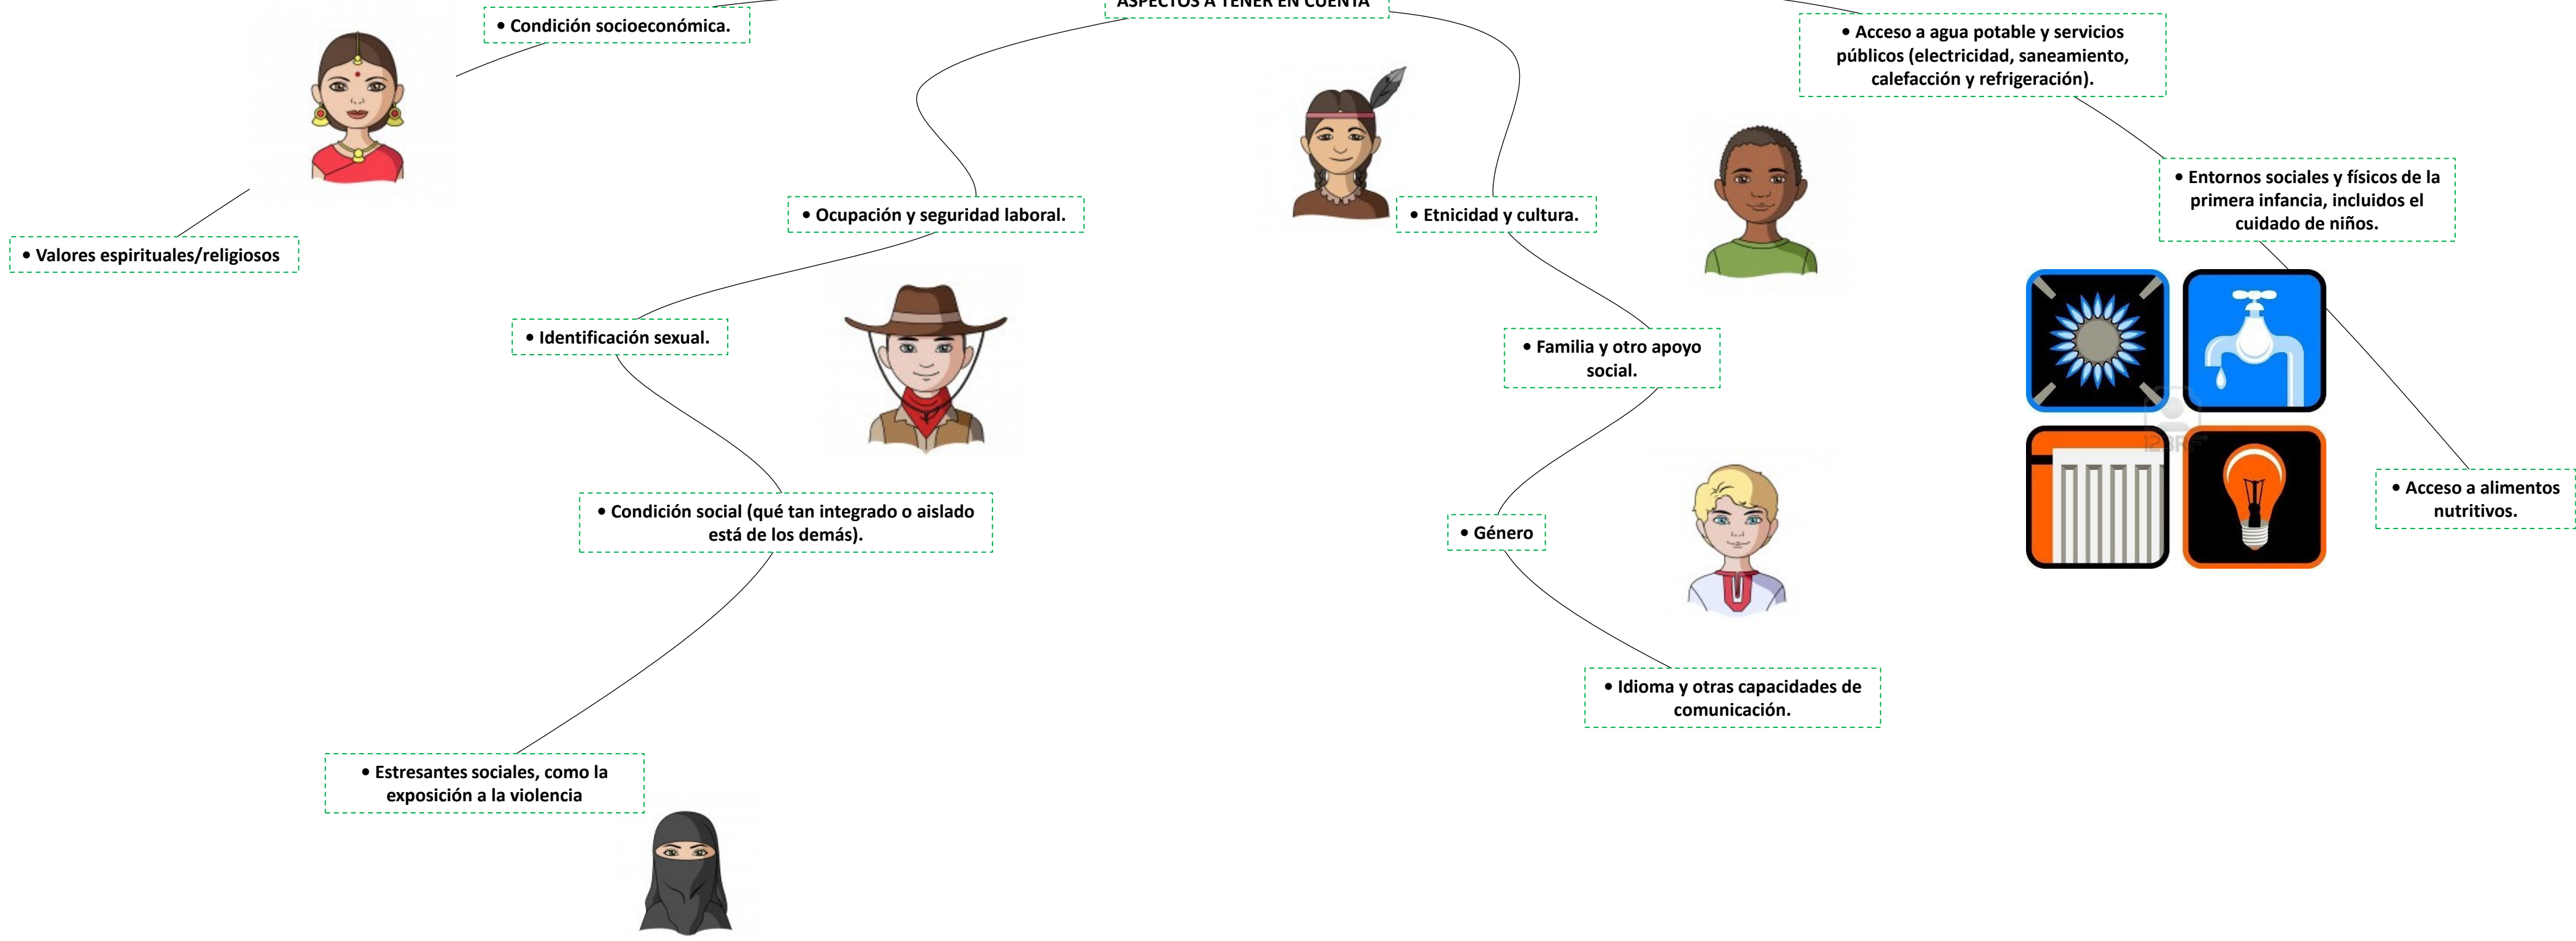 ASPECTOS A TENER EN CUENTA
• Condición socioeconómica.
• Valores espirituales/religiosos
• Ocupación y seguridad laboral.
• Identificación sexual.
• Condición social (qué tan integrado o aislado
está de los demás).
• Estresantes sociales, como la
exposición a la violencia
• Etnicidad y cultura.
• Familia y otro apoyo
social.
• Género
• Idioma y otras capacidades de
comunicación.
• Acceso a agua potable y servicios
públicos (electricidad, saneamiento,
calefacción y refrigeración).
• Entornos sociales y físicos de la
primera infancia, incluidos el
cuidado de niños.
• Acceso a alimentos
nutritivos.